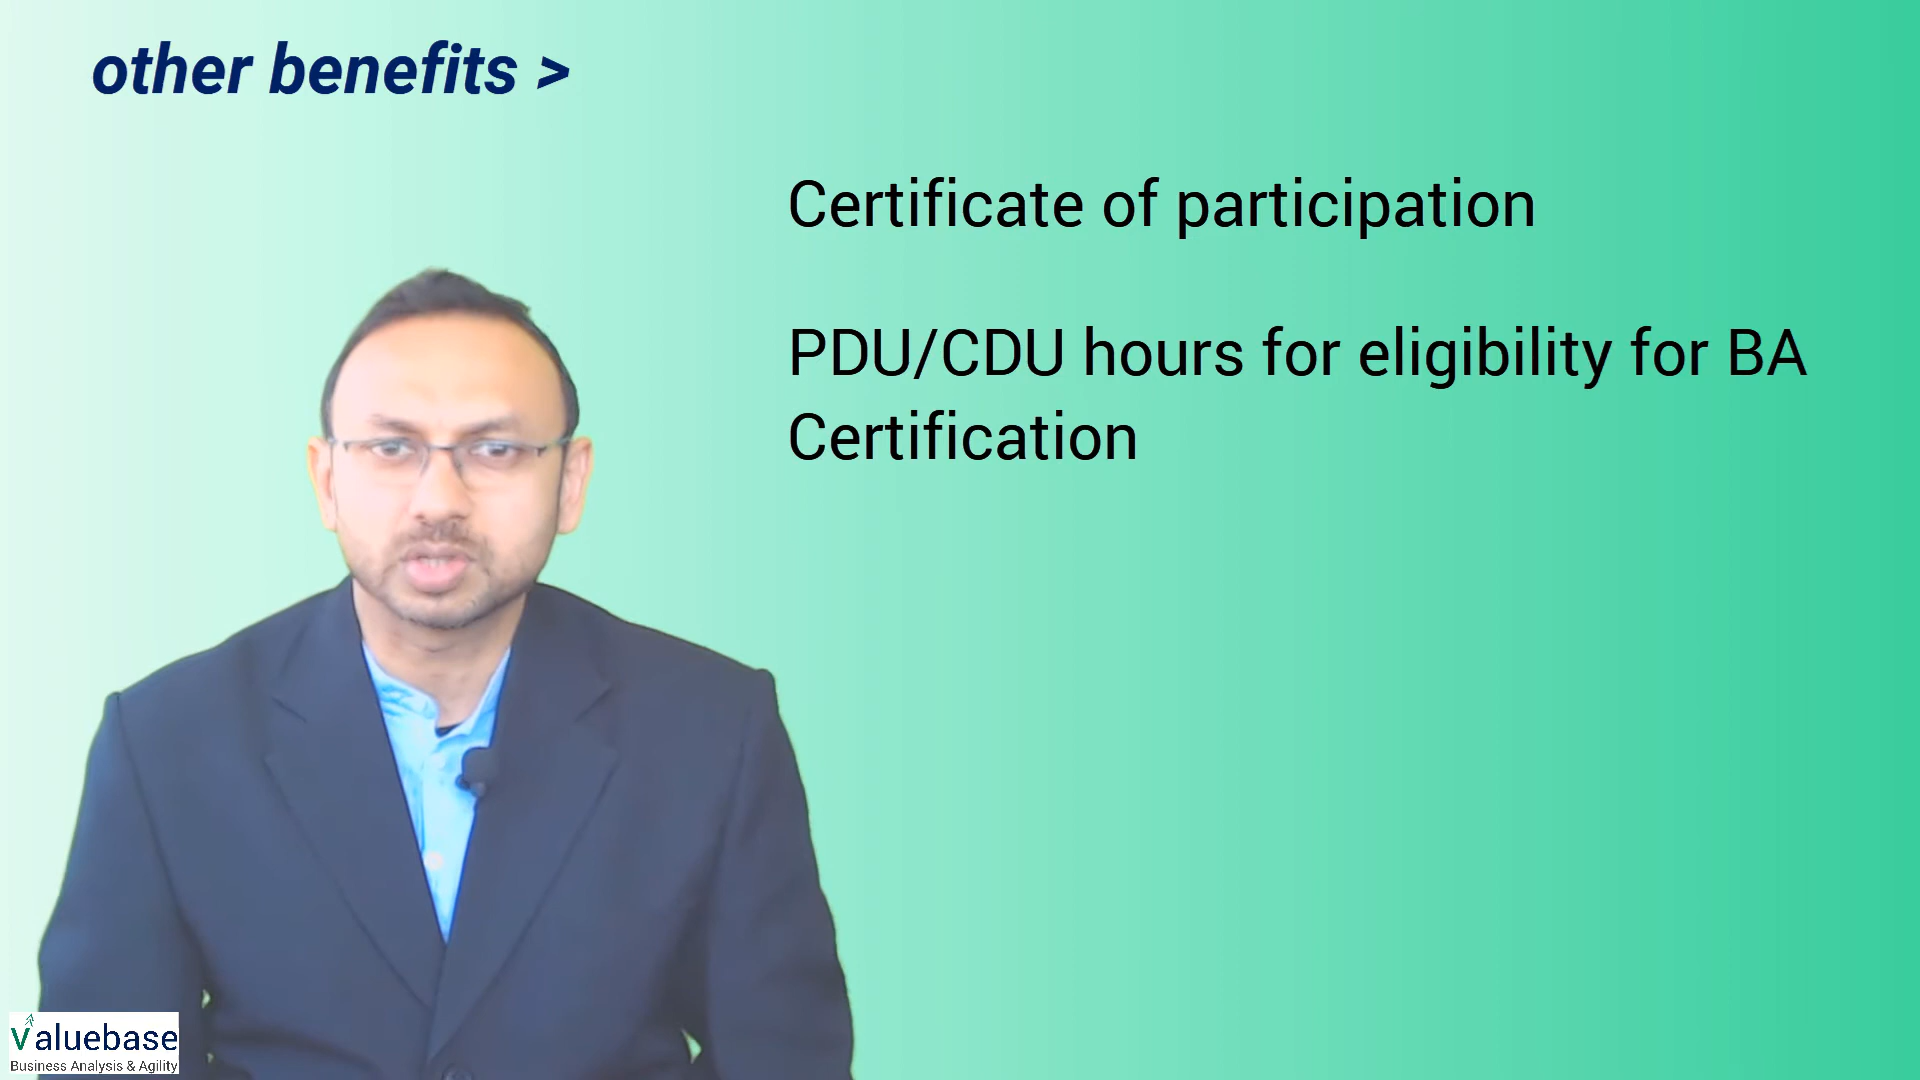 other benefits >
Certificate of participation
PDU/CDU hours for eligibility for BA
Certification
Valuebase
Business Analysis & Agility